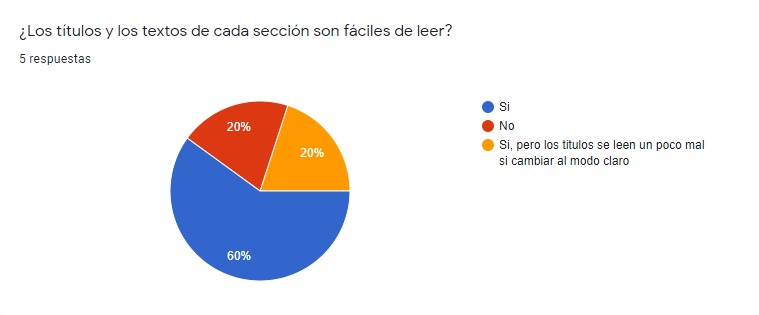 ¿Los títulos y los textos de cada sección son fáciles de leer?
5 respuestas
20%
20%
60%
Si
No
Si, pero los titulos se leen un poco mal
si cambiar al modo claro